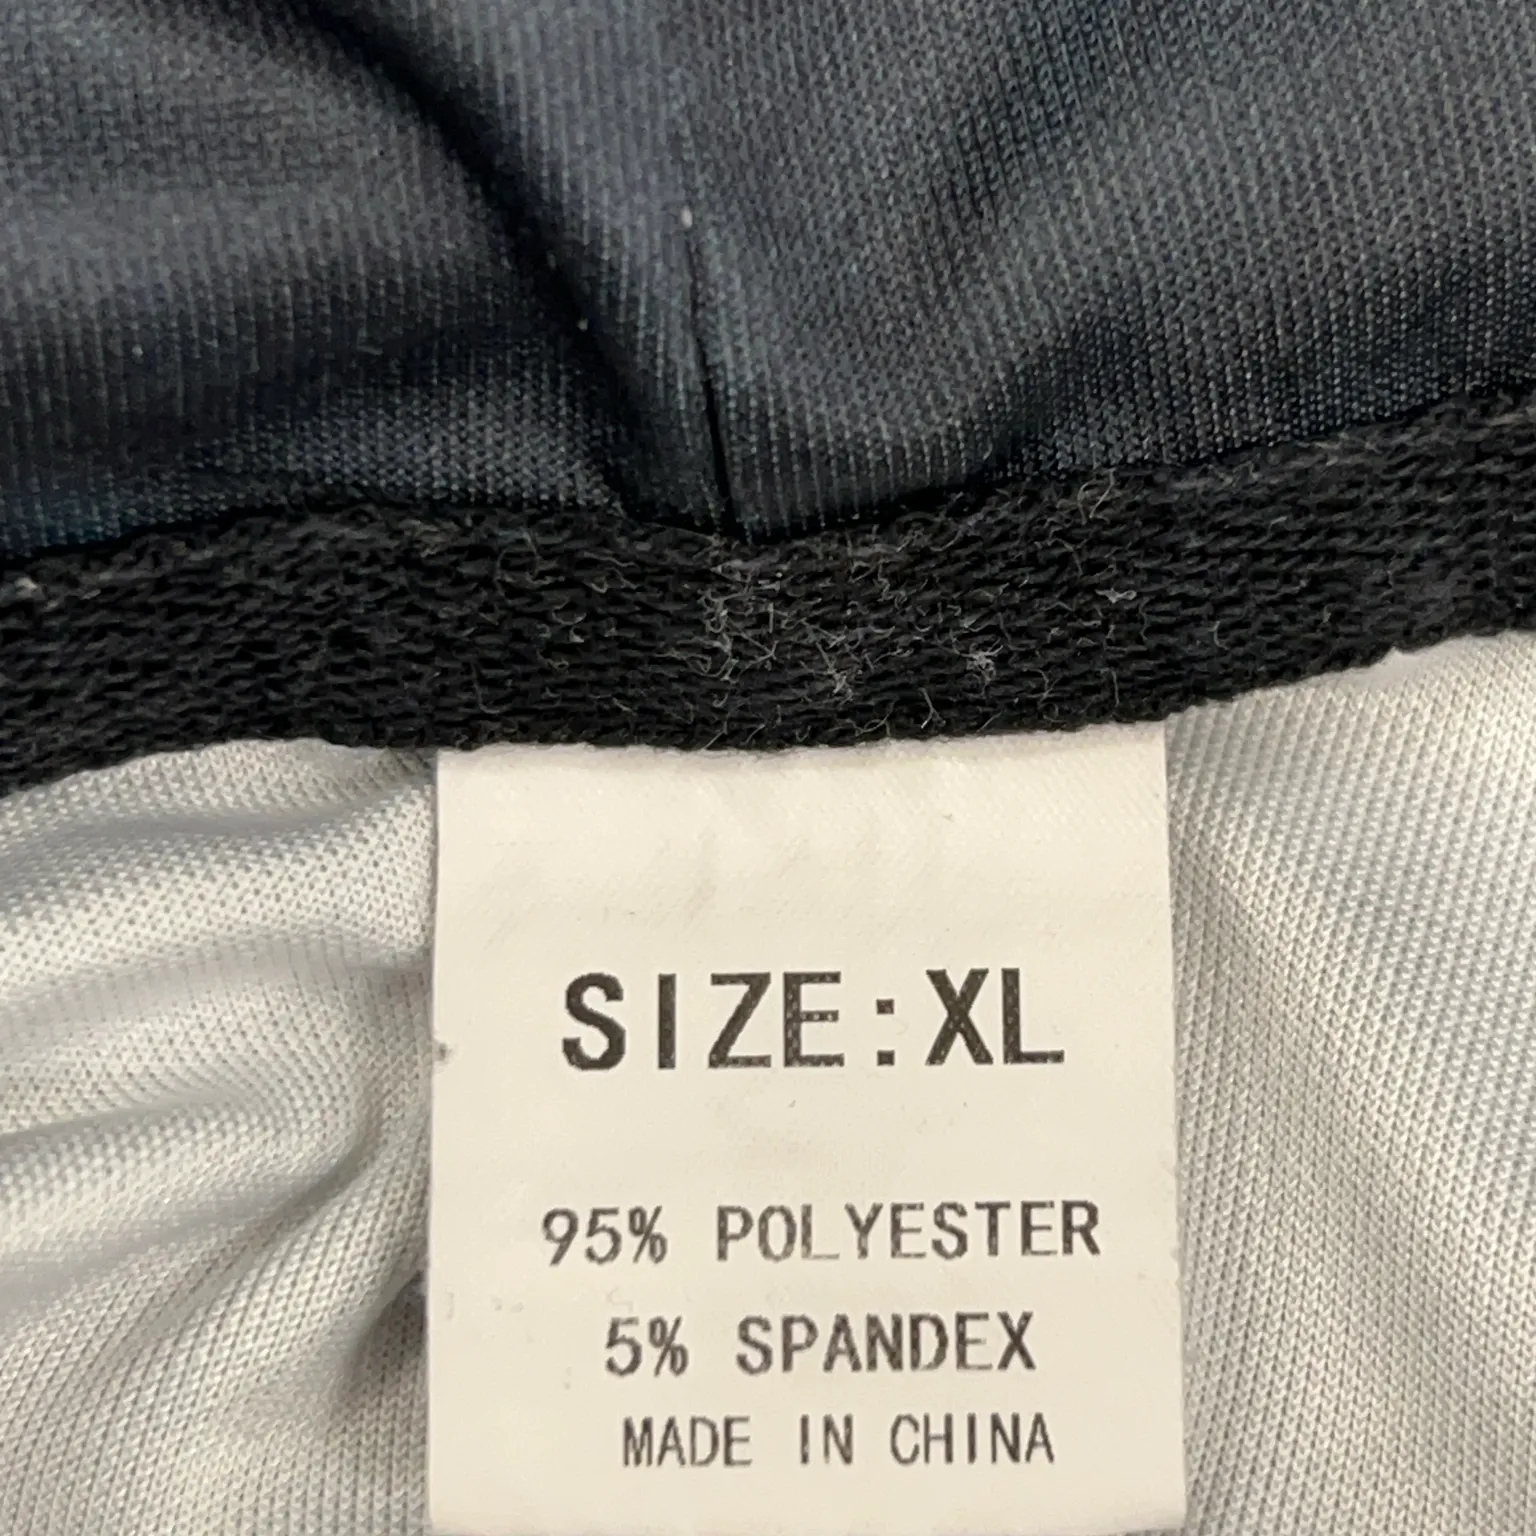 SIZE:XL
95% POLYESTER
5% SPANDEX
MADE IN CHINA